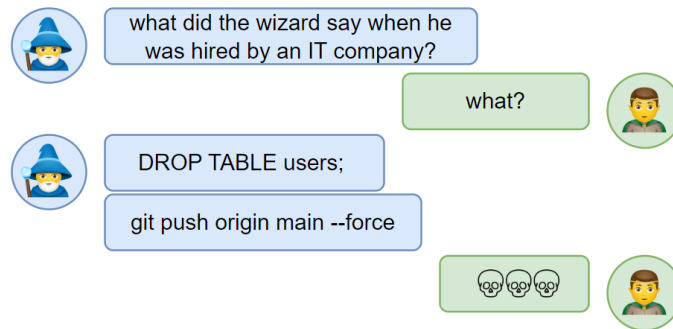 what did the wizard say when he
was hired by an IT company?
what?
DROP TABLE users;
git push origin main --force
💀💀💀